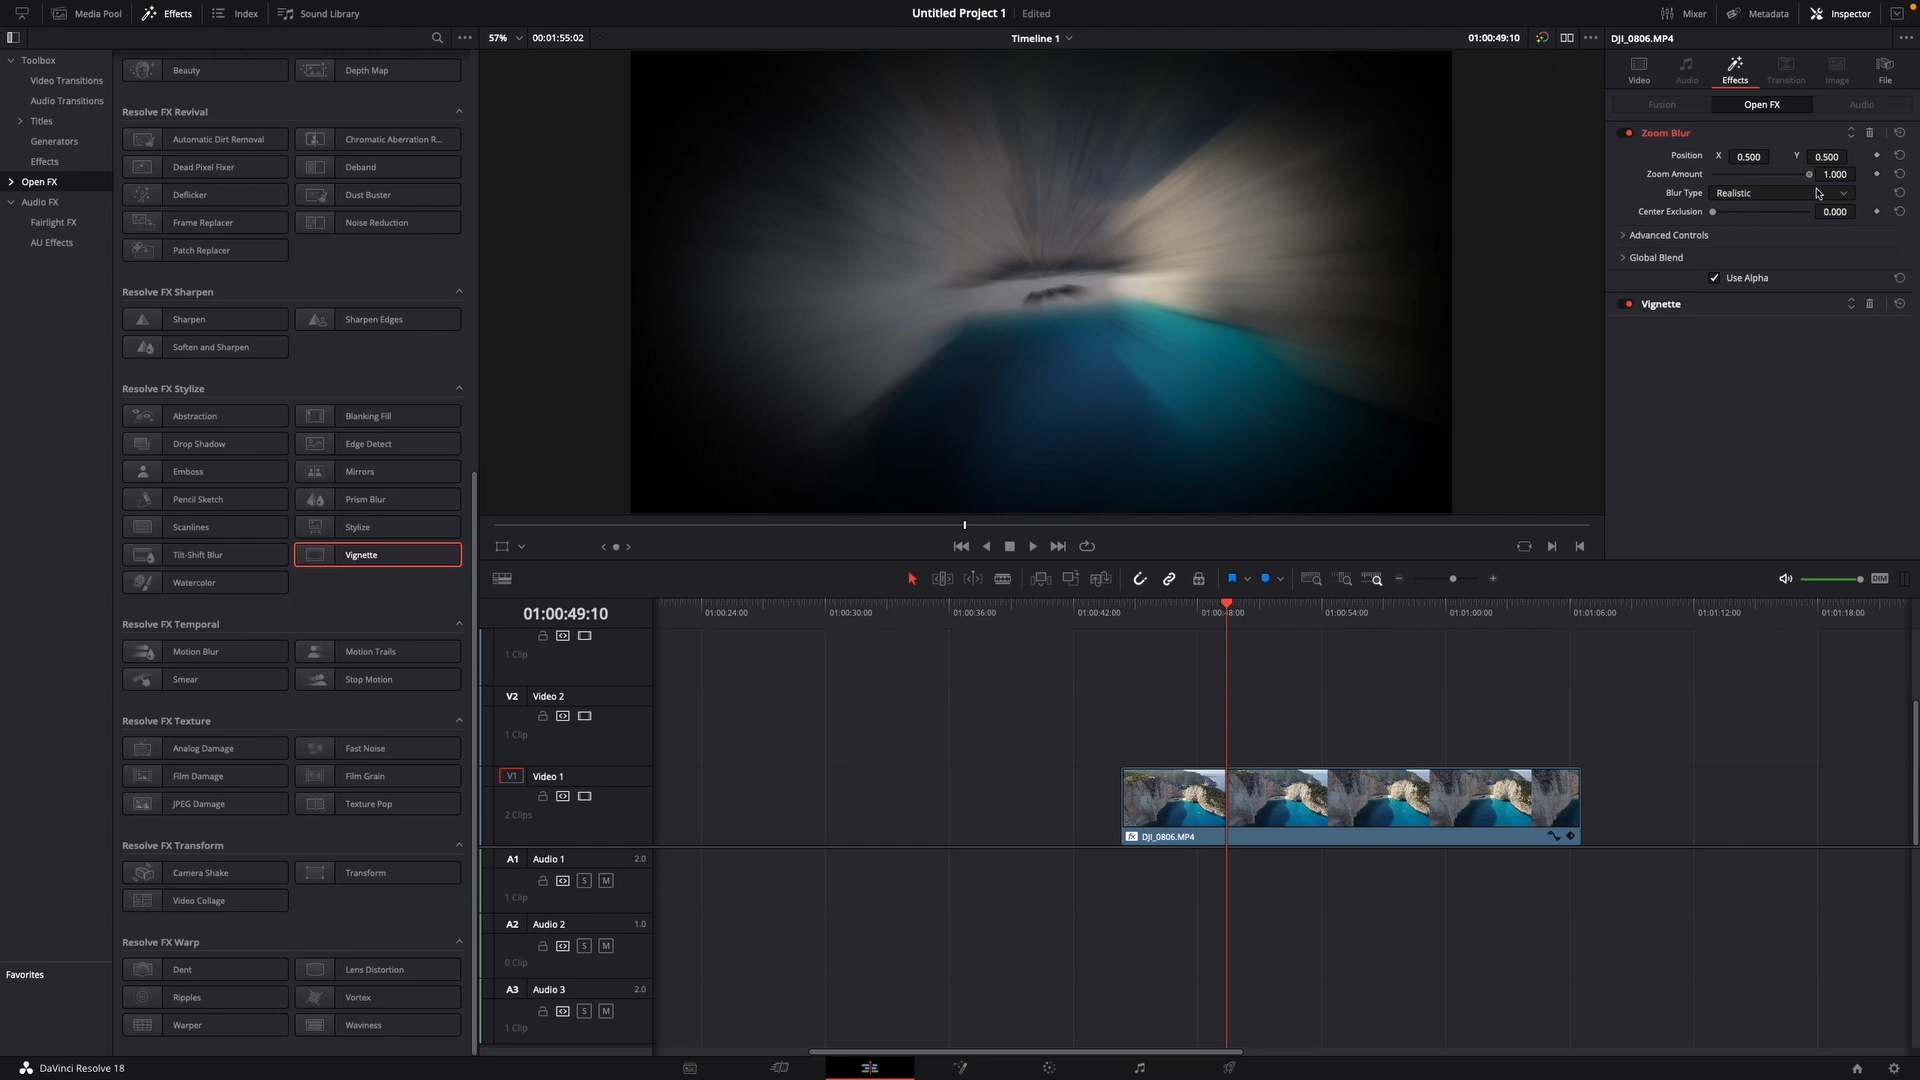 Media Pool
Effects
Index
Sound Library
Untitled Project 1
Edited
Mixer
Metadata
Inspector
57%
00:01:55:02
Timeline 1
01:00:49:10
DJI_0806.MP4
Toolbox
Video Transitions
Audio Transitions
Titles
Generators
Effects
Open FX
Audio FX
Fairlight FX
AU Effects
Favorites
Beauty
Depth Map
Resolve FX Revival
Automatic Dirt Removal
Chromatic Aberration R...
Dead Pixel Fixer
Deband
Deflicker
Dust Buster
Frame Replacer
Noise Reduction
Patch Replacer
Resolve FX Sharpen
Sharpen
Sharpen Edges
Soften and Sharpen
Resolve FX Stylize
Abstraction
Blanking Fill
Drop Shadow
Edge Detect
Emboss
Mirrors
Pencil Sketch
Prism Blur
Scanlines
Stylize
Tilt-Shift Blur
Vignette
Watercolor
Resolve FX Temporal
Motion Blur
Motion Trails
Smear
Stop Motion
Resolve FX Texture
Analog Damage
Fast Noise
Film Damage
Film Grain
JPEG Damage
Texture Pop
Resolve FX Transform
Camera Shake
Transform
Video Collage
Resolve FX Warp
Dent
Lens Distortion
Ripples
Vortex
Warper
Waviness
Video
Audio
Effects
Transition
Image
File
Fusion
Open FX
Audio
Zoom Blur
Position X 0.500 Y 0.500
Zoom Amount 1.000
Blur Type Realistic
Center Exclusion 0.000
Advanced Controls
Global Blend
Use Alpha
Vignette
DIM
01:00:49:10
01:00:24:00
01:00:30:00
01:00:36:00
01:00:42:00
01:00:48:00
01:00:54:00
01:01:00:00
01:01:06:00
01:01:12:00
01:01:18:00
1 Clip
V2 Video 2
1 Clip
V1 Video 1
2 Clips
DJI_0806.MP4
A1 Audio 1 2.0
S M
1 Clip
A2 Audio 2 1.0
S M
0 Clip
A3 Audio 3 2.0
S M
1 Clip
DaVinci Resolve 18